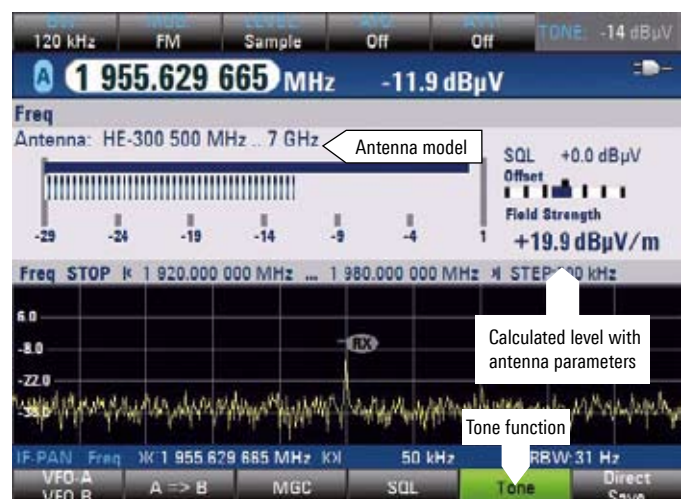 TONE: -14 dBµV
120 kHz FM Sample Off Off
A 1 955.629 665 MHz -11.9 dBµV
Freq
Antenna: HE-300 500 MHz .. 7 GHz
Antenna model
SQL +0.0 dBµV
Offset
Field Strength
+19.9 dBµV/m
-29 -24 -19 -14 -9 -4 1
Freq STOP 1 920.000 000 MHz ... 1 980.000 000 MHz STEP kHz
6.0
-8.0
RX
Calculated level with
antenna parameters
-22.0
-36.0
Tone function
IF-PAN Freq 1 955 629 665 MHz 50 kHz RBW:31 Hz
VFO-A
VFO B
A => B MGC SQL Tone
Direct
Save